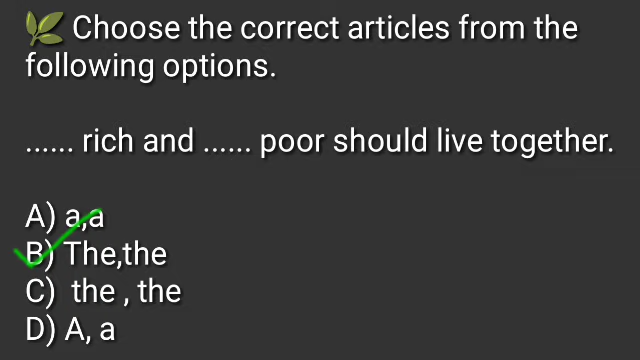 🌿 Choose the correct articles from the
following options.
...... rich and ...... poor should live together.
A) a,a
B) The,the
C) the , the
D) A, a